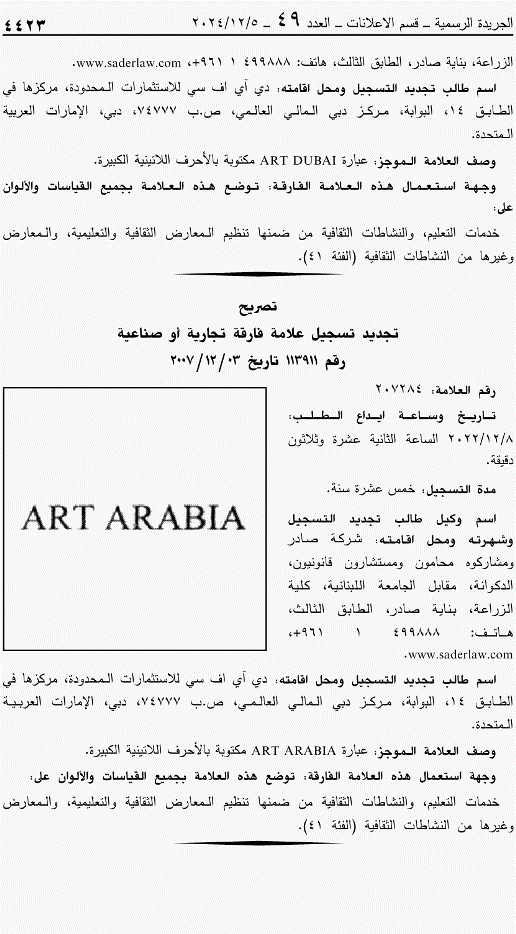 الجريدة الرسمية ـ قسم الاعلانات ـ العدد ٤٩ ـ ٢٠٢٤/١٢/٥
٤٤٢٣
الزراعة، بناية صادر، الطابق الثالث، هاتف: ٤٩٩٨٨٨ ١ ٩٦١+، www.saderlaw.com.
اسم طالب تجديد التسجيل ومحل اقامته: دي آي اف سي للاستثمارات المحدودة، مركزها في
الطابق ١٤، البوابة، مركز دبي المالي العالمي، ص.ب ٧٤٧٧٧، دبي، الإمارات العربية
المتحدة.
وصف العلامة الموجز: عبارة ART DUBAI مكتوبة بالأحرف اللاتينية الكبيرة.
وجهة استعمال هذه العلامة الفارقة: توضع هذه العلامة بجميع القياسات والألوان
على:
خدمات التعليم، والنشاطات الثقافية من ضمنها تنظيم المعارض الثقافية والتعليمية، والمعارض
وغيرها من النشاطات الثقافية (الفئة ٤١).
تصريح
تجديد تسجيل علامة فارقة تجارية أو صناعية
رقم ١١٣٩١١ تاريخ ٢٠٠٧/١٢/٠٣
رقم العلامة: ٢٠٧٢٨٤
تاريخ وساعة ايداع الطلب:
٢٠٢٢/١٢/٨ الساعة الثانية عشرة وثلاثون
دقيقة.
مدة التسجيل: خمس عشرة سنة.
اسم وكيل طالب تجديد التسجيل
وشهرته ومحل اقامته: شركة صادر
ومشاركوه محامون ومستشارون قانونيون،
الدكوانة، مقابل الجامعة اللبنانية، كلية
الزراعة، بناية صادر، الطابق الثالث،
هاتف: ٤٩٩٨٨٨ ١ ٩٦١+،
www.saderlaw.com.
ART ARABIA
اسم طالب تجديد التسجيل ومحل اقامته: دي آي اف سي للاستثمارات المحدودة، مركزها في
الطابق ١٤، البوابة، مركز دبي المالي العالمي، ص.ب ٧٤٧٧٧، دبي، الإمارات العربية
المتحدة.
وصف العلامة الموجز: عبارة ART ARABIA مكتوبة بالأحرف اللاتينية الكبيرة.
وجهة استعمال هذه العلامة الفارقة: توضع هذه العلامة بجميع القياسات والألوان على:
خدمات التعليم، والنشاطات الثقافية من ضمنها تنظيم المعارض الثقافية والتعليمية، والمعارض
وغيرها من النشاطات الثقافية (الفئة ٤١).